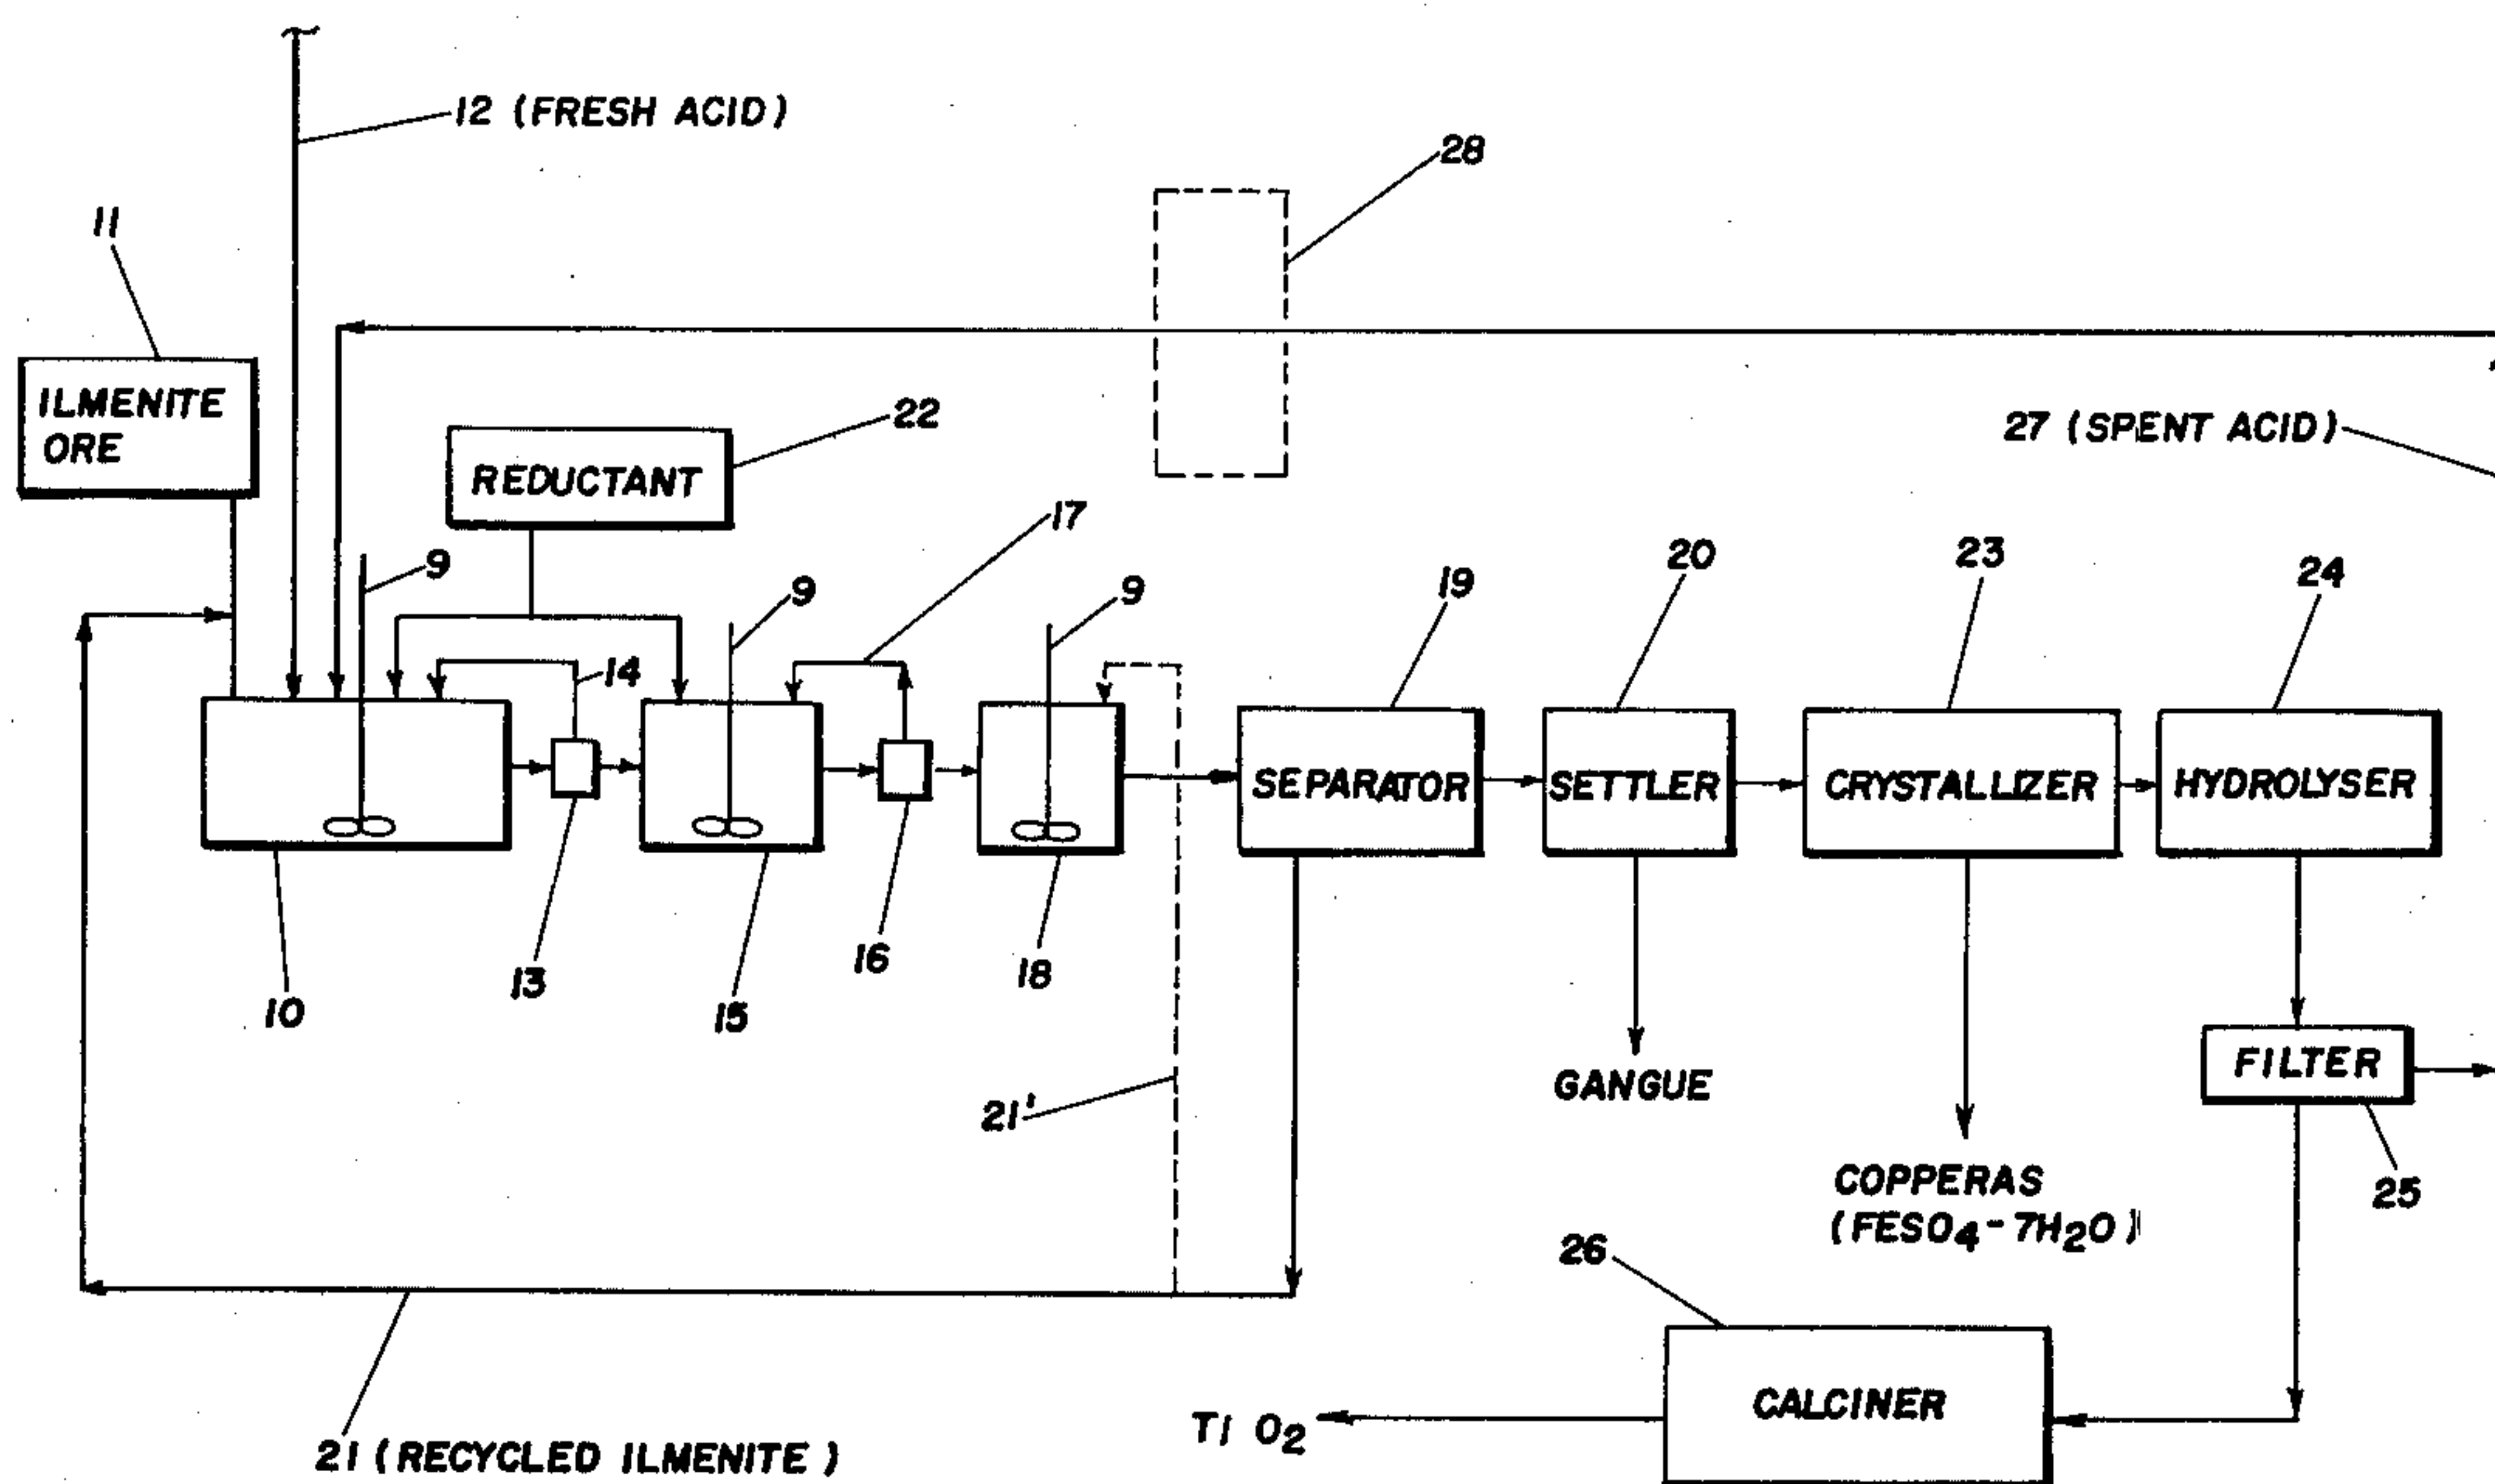 12 (FRESH ACID)
28
11
ILMENITE
ORE
22
REDUCTANT
27 (SPENT ACID)
17
9
9
9
14
19
20
23
24
SEPARATOR
SETTLER
CRYSTALLIZER
HYDROLYSER
10
13
15
16
18
21'
GANGUE
FILTER
25
COPPERAS
(FESO4-7H2O)
26
CALCINER
TI O2
21 (RECYCLED ILMENITE)